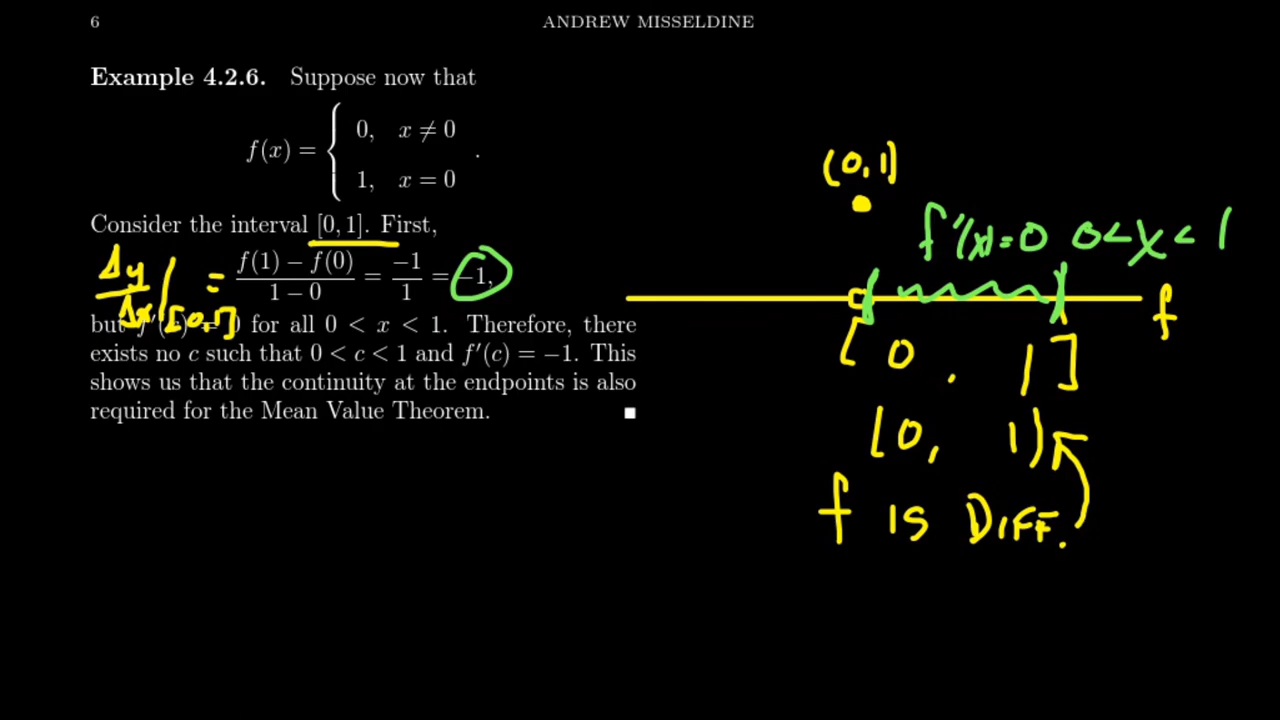 6 ANDREW MISSELDINE
Example 4.2.6. Suppose now that
f(x) = { 0, x ≠ 0
1, x = 0 .
Consider the interval [0, 1]. First,
Δy/Δx |[0,1] = (f(1) − f(0))/(1 − 0) = −1/1 = −1,
but f′(x) = 0 for all 0 < x < 1. Therefore, there
exists no c such that 0 < c < 1 and f′(c) = −1. This
shows us that the continuity at the endpoints is also
required for the Mean Value Theorem. ■
(0,1)
f'(x)=0 0<x<1
f
[ 0 , 1 ]
(0, 1)
f IS DIFF.